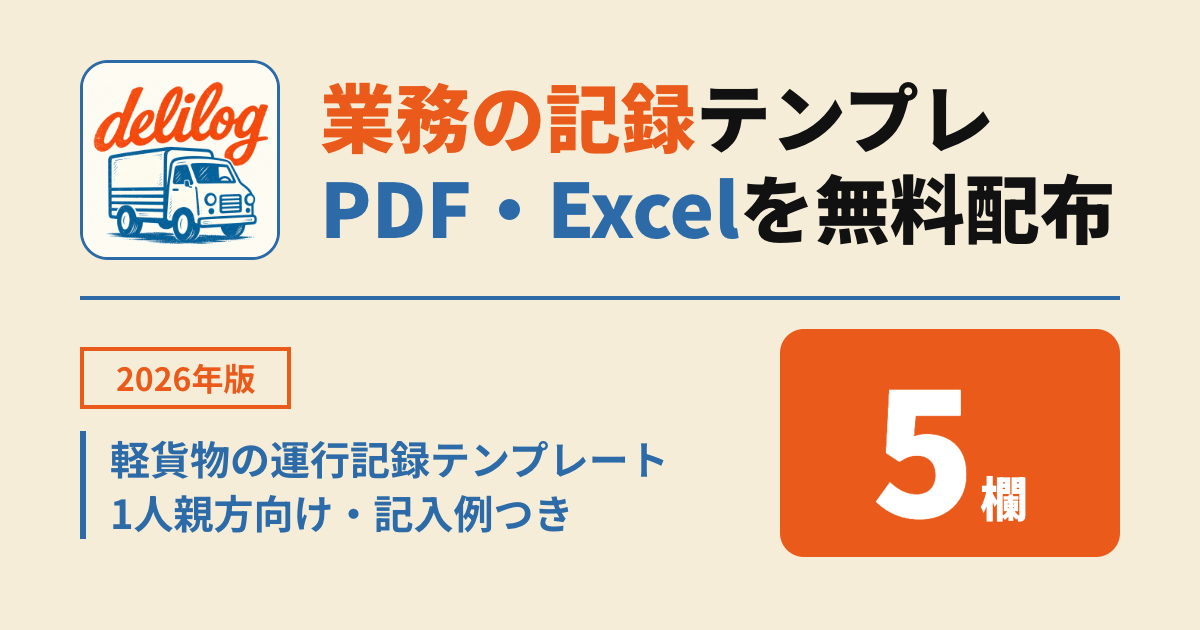 delilog
業務の記録テンプレ
PDF・Excelを無料配布
2026年版
軽貨物の運行記録テンプレート
1人親方向け・記入例つき
5欄